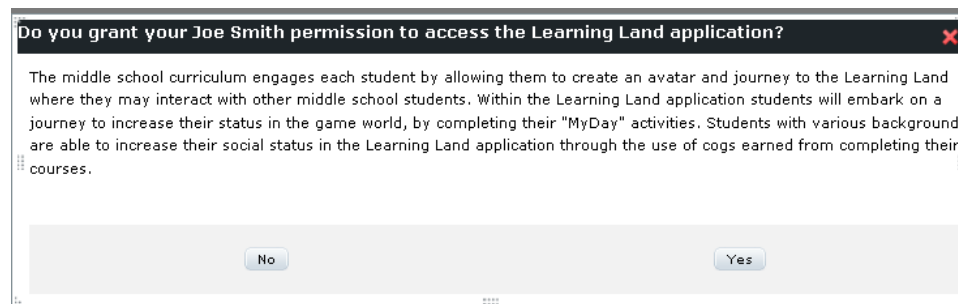 Do you grant your Joe Smith permission to access the Learning Land application?
The middle school curriculum engages each student by allowing them to create an avatar and journey to the Learning Land
where they may interact with other middle school students. Within the Learning Land application students will embark on a
journey to increase their status in the game world, by completing their "MyDay" activities. Students with various background
are able to increase their social status in the Learning Land application through the use of cogs earned from completing their
courses.
No
Yes